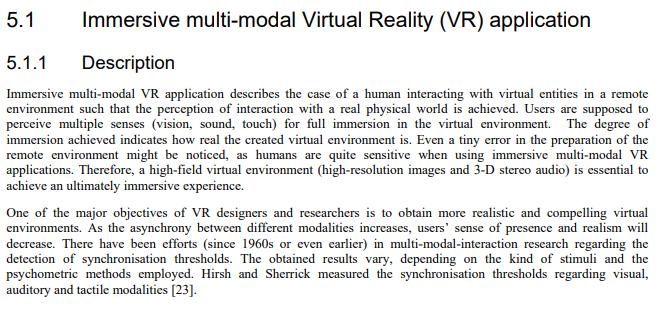 5.1 Immersive multi-modal Virtual Reality (VR) application
5.1.1 Description
Immersive multi-modal VR application describes the case of a human interacting with virtual entities in a remote
environment such that the perception of interaction with a real physical world is achieved. Users are supposed to
perceive multiple senses (vision, sound, touch) for full immersion in the virtual environment. The degree of
immersion achieved indicates how real the created virtual environment is. Even a tiny error in the preparation of the
remote environment might be noticed, as humans are quite sensitive when using immersive multi-modal VR
applications. Therefore, a high-field virtual environment (high-resolution images and 3-D stereo audio) is essential to
achieve an ultimately immersive experience.
One of the major objectives of VR designers and researchers is to obtain more realistic and compelling virtual
environments. As the asynchrony between different modalities increases, users’ sense of presence and realism will
decrease. There have been efforts (since 1960s or even earlier) in multi-modal-interaction research regarding the
detection of synchronisation thresholds. The obtained results vary, depending on the kind of stimuli and the
psychometric methods employed. Hirsh and Sherrick measured the synchronisation thresholds regarding visual,
auditory and tactile modalities [23].